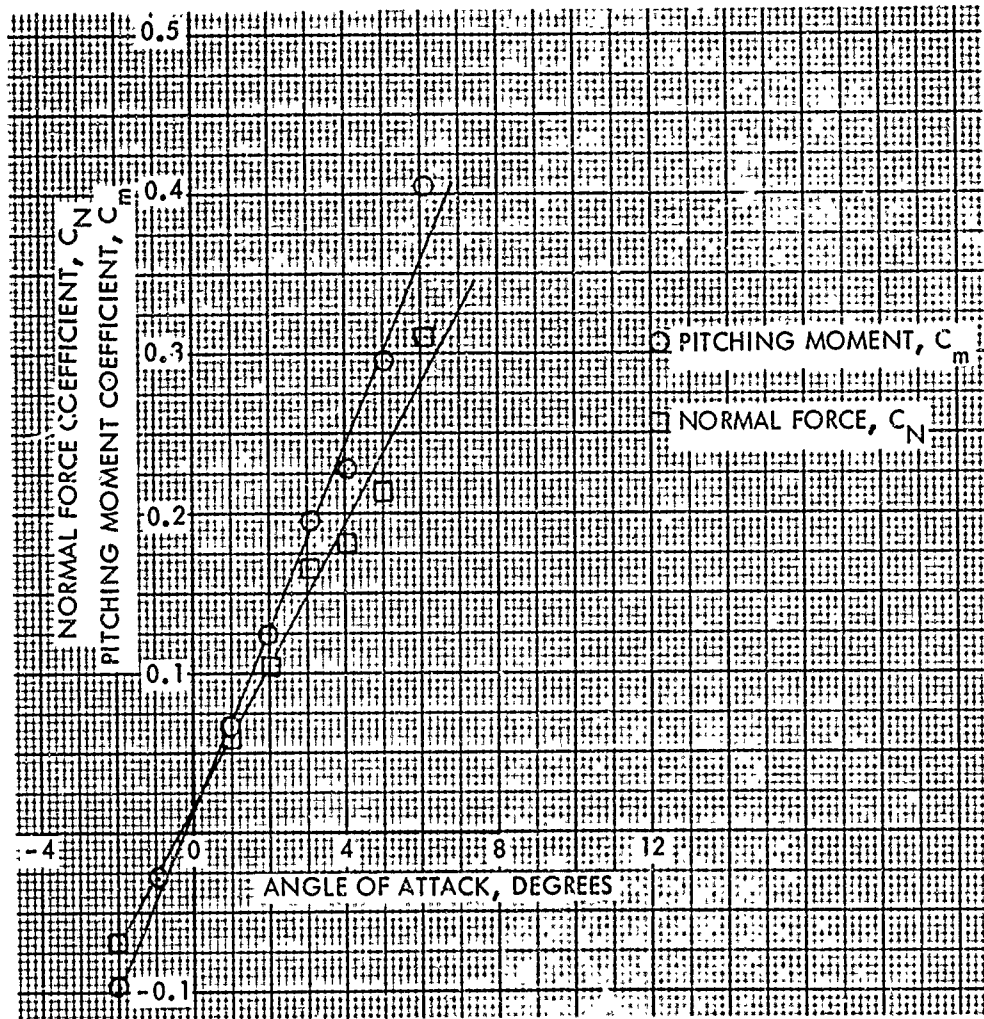 0.5
0.4
0.3
0.2
0.1
-0.1
NORMAL FORCE COEFFICIENT, CN
PITCHING MOMENT COEFFICIENT, Cm
PITCHING MOMENT, Cm
NORMAL FORCE, CN
-4 0 4 8 12
ANGLE OF ATTACK, DEGREES